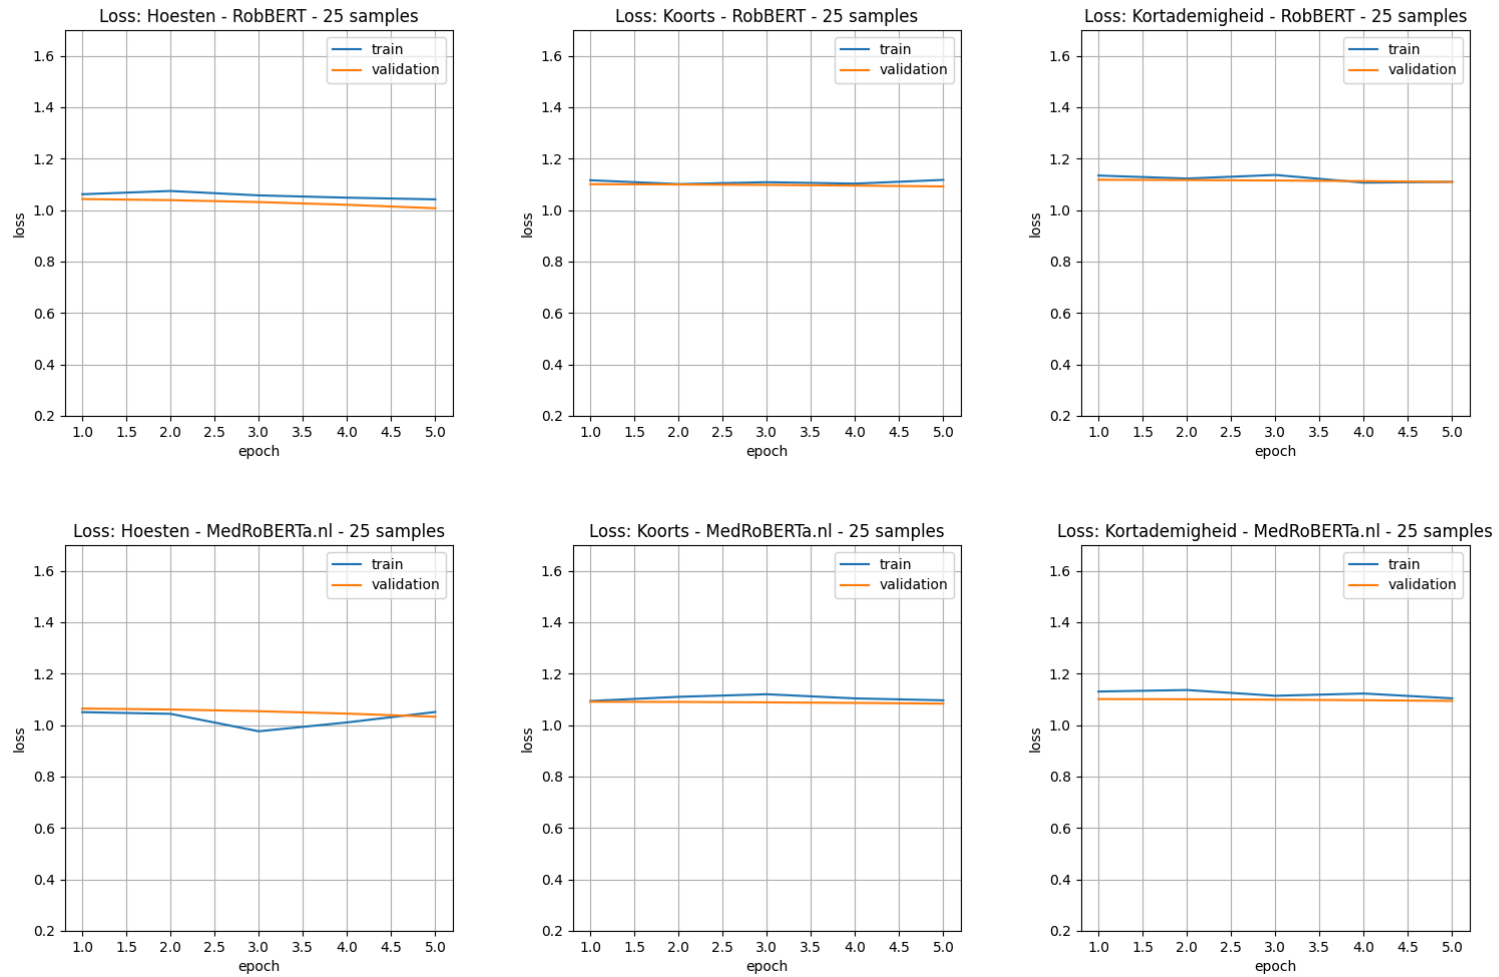 Loss: Hoesten - RobBERT - 25 samples
train
validation
loss
1.6
1.4
1.2
1.0
0.8
0.6
0.4
0.2
1.0 1.5 2.0 2.5 3.0 3.5 4.0 4.5 5.0
epoch
Loss: Koorts - RobBERT - 25 samples
train
validation
loss
1.6
1.4
1.2
1.0
0.8
0.6
0.4
0.2
1.0 1.5 2.0 2.5 3.0 3.5 4.0 4.5 5.0
epoch
Loss: Kortademigheid - RobBERT - 25 samples
train
validation
loss
1.6
1.4
1.2
1.0
0.8
0.6
0.4
0.2
1.0 1.5 2.0 2.5 3.0 3.5 4.0 4.5 5.0
epoch
Loss: Hoesten - MedRoBERTa.nl - 25 samples
train
validation
loss
1.6
1.4
1.2
1.0
0.8
0.6
0.4
0.2
1.0 1.5 2.0 2.5 3.0 3.5 4.0 4.5 5.0
epoch
Loss: Koorts - MedRoBERTa.nl - 25 samples
train
validation
loss
1.6
1.4
1.2
1.0
0.8
0.6
0.4
0.2
1.0 1.5 2.0 2.5 3.0 3.5 4.0 4.5 5.0
epoch
Loss: Kortademigheid - MedRoBERTa.nl - 25 samples
train
validation
loss
1.6
1.4
1.2
1.0
0.8
0.6
0.4
0.2
1.0 1.5 2.0 2.5 3.0 3.5 4.0 4.5 5.0
epoch